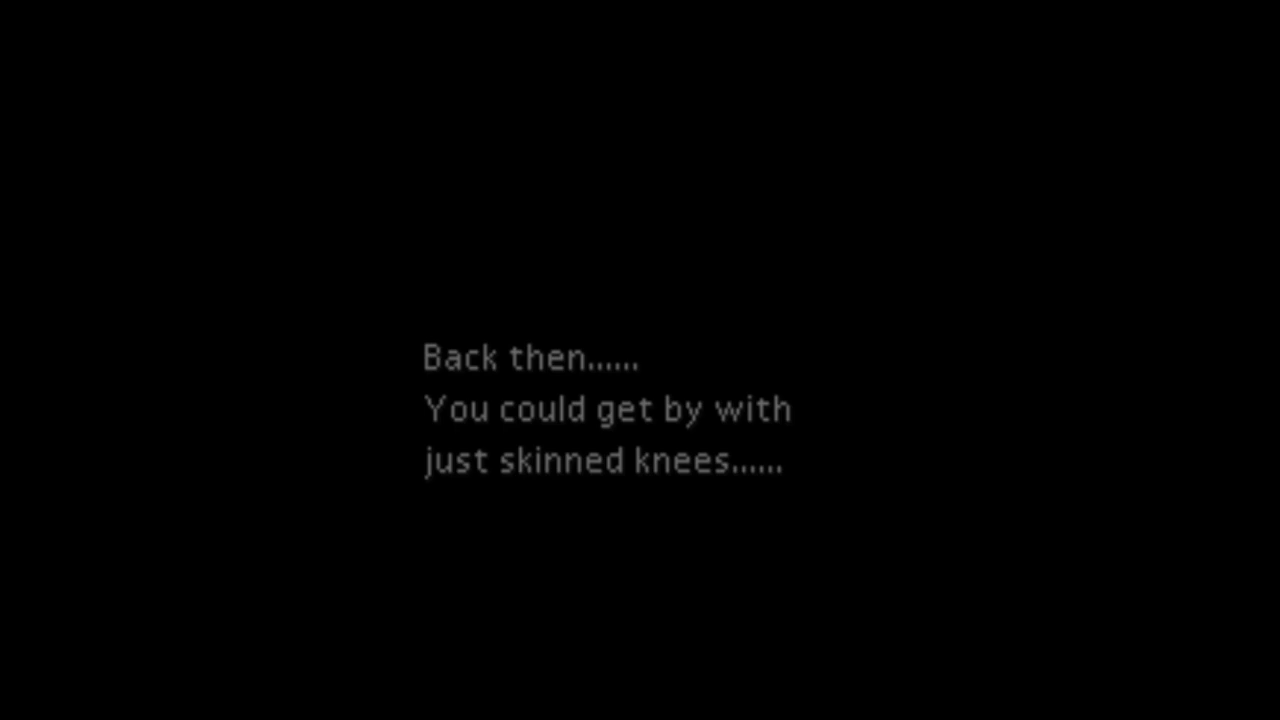 Back then......
You could get by with
just skinned knees......